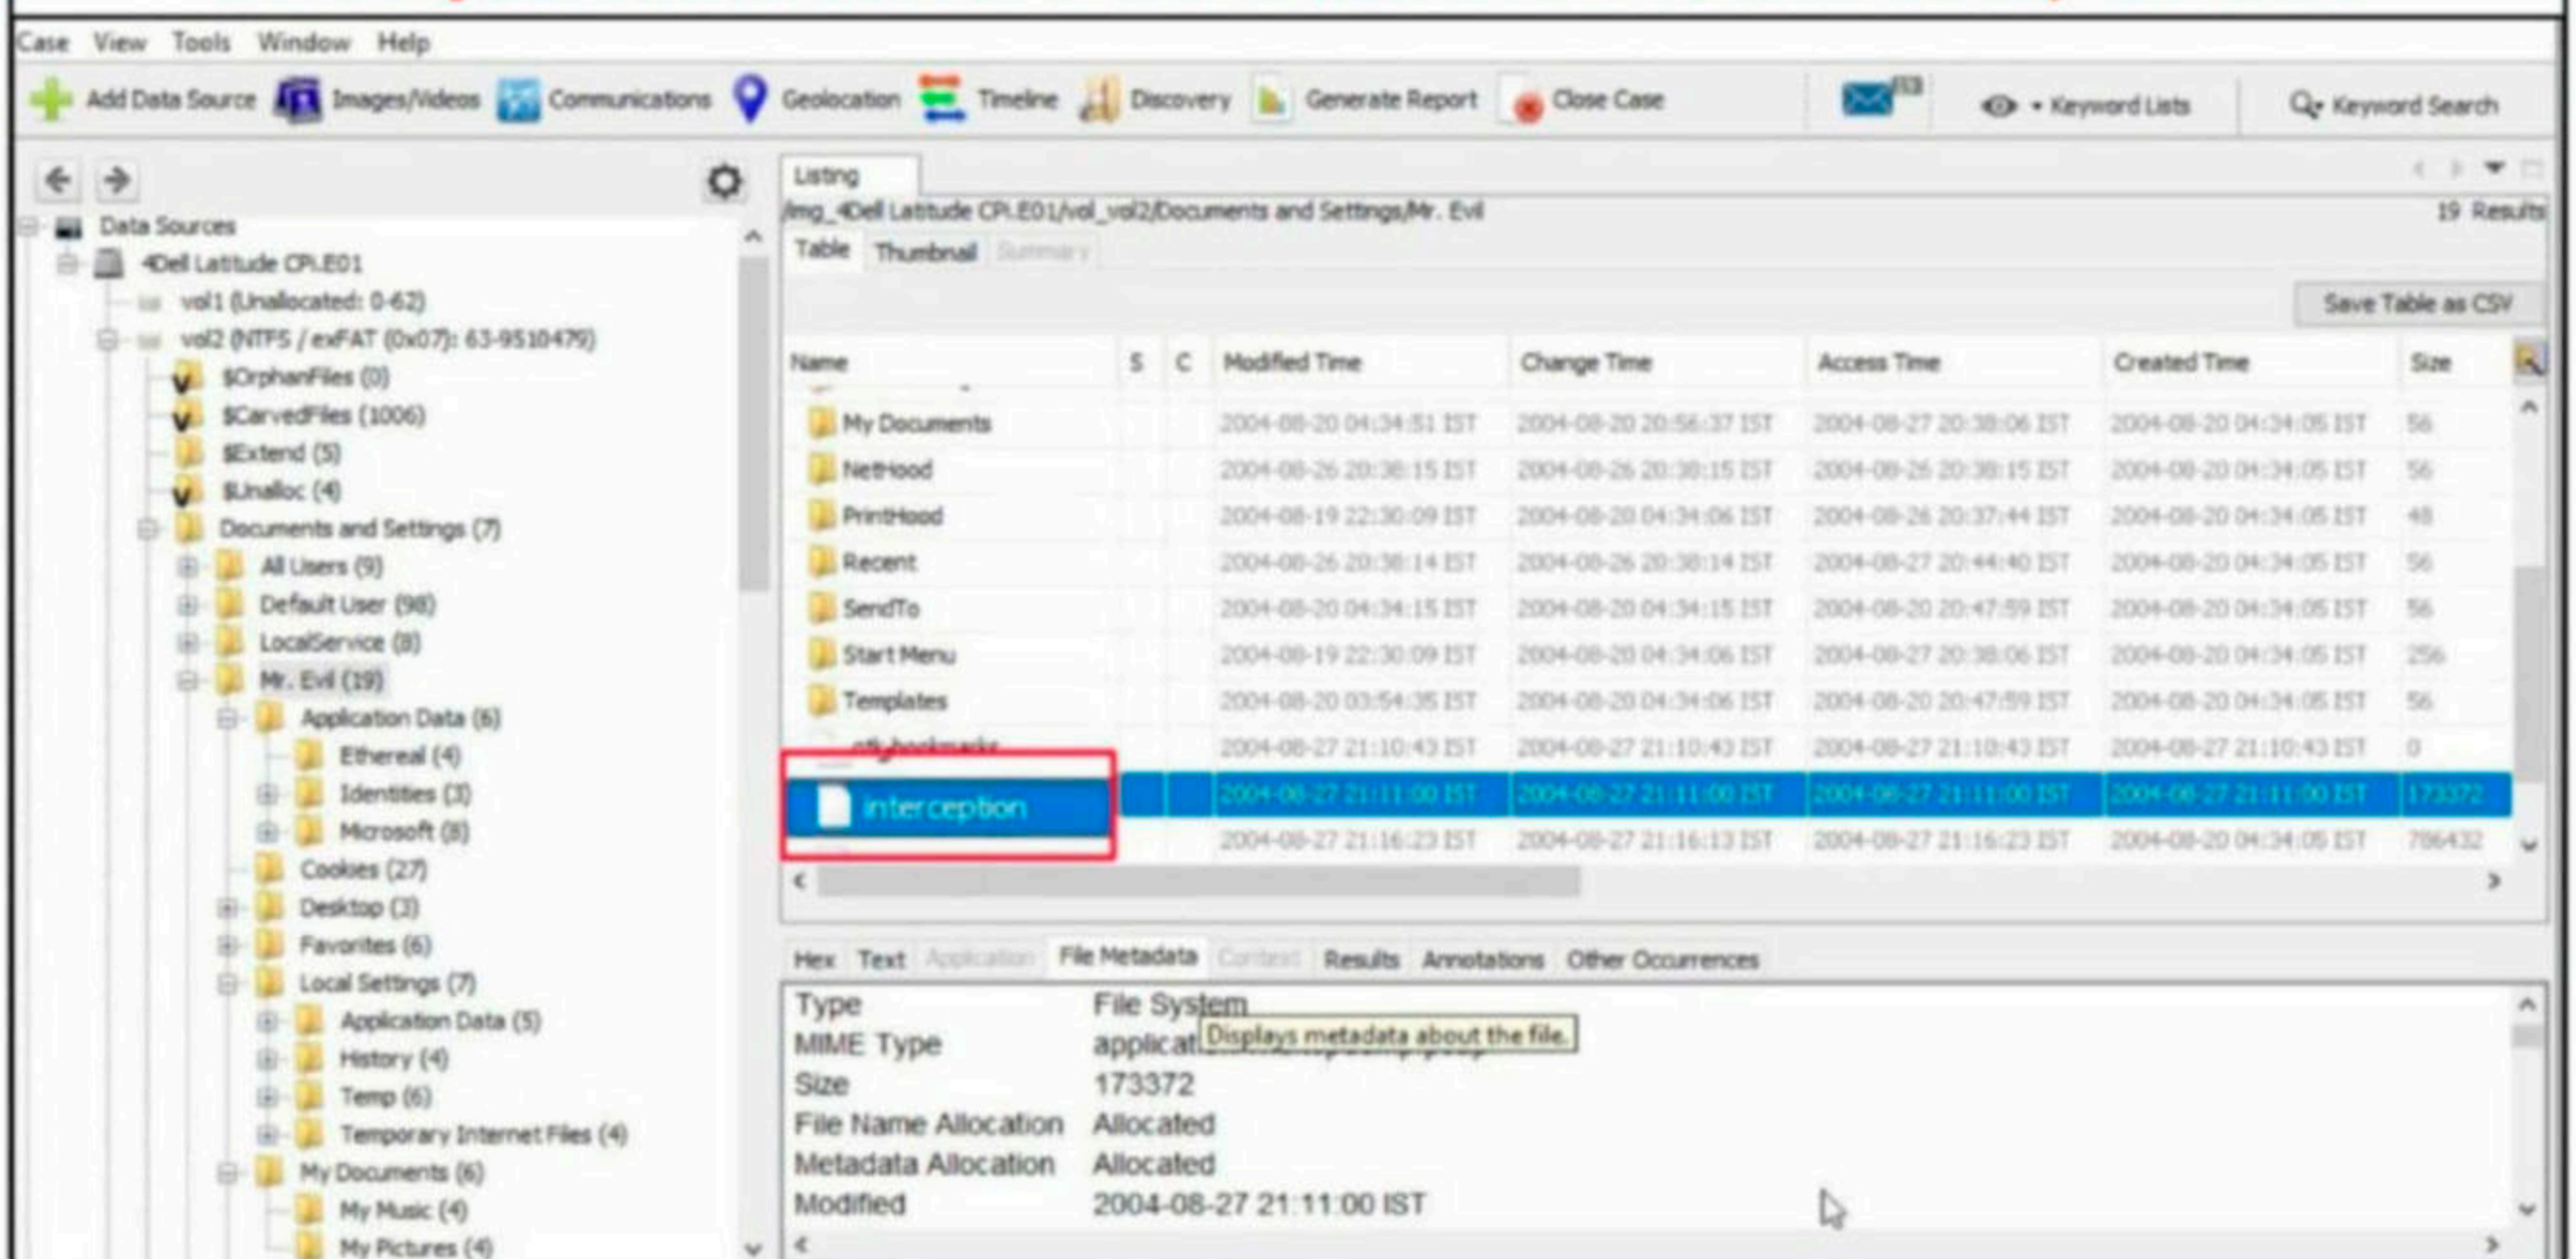 Case View Tools Window Help
Add Data Source Images/Videos Communications Geolocation Timeline Discovery Generate Report Close Case Keyword Lists Keyword Search
Data Sources
4Dell Latitude CPi.E01
vol1 (Unallocated: 0-62)
vol2 (NTFS / exFAT (0x07): 63-9510479)
$OrphanFiles (0)
$CarvedFiles (1006)
$Extend (5)
$Unalloc (4)
Documents and Settings (7)
All Users (9)
Default User (98)
LocalService (8)
Mr. Evil (19)
Application Data (6)
Ethereal (4)
Identities (3)
Microsoft (8)
Cookies (27)
Desktop (3)
Favorites (6)
Local Settings (7)
Application Data (5)
History (4)
Temp (6)
Temporary Internet Files (4)
My Documents (6)
My Music (4)
My Pictures (4)
Listing
/img_4Dell Latitude CPi.E01/vol_vol2/Documents and Settings/Mr. Evil 19 Results
Table Thumbnail Summary
Save Table as CSV
Name S C Modified Time Change Time Access Time Created Time Size
My Documents 2004-08-20 04:34:51 IST 2004-08-20 20:56:37 IST 2004-08-27 20:38:06 IST 2004-08-20 04:34:05 IST 56
NetHood 2004-08-26 20:38:15 IST 2004-08-26 20:38:15 IST 2004-08-26 20:38:15 IST 2004-08-20 04:34:05 IST 56
PrintHood 2004-08-19 22:30:09 IST 2004-08-20 04:34:06 IST 2004-08-26 20:37:44 IST 2004-08-20 04:34:05 IST 48
Recent 2004-08-26 20:38:14 IST 2004-08-26 20:38:14 IST 2004-08-27 20:44:40 IST 2004-08-20 04:34:05 IST 56
SendTo 2004-08-20 04:34:15 IST 2004-08-20 04:34:15 IST 2004-08-20 20:47:59 IST 2004-08-20 04:34:05 IST 56
Start Menu 2004-08-19 22:30:09 IST 2004-08-20 04:34:06 IST 2004-08-27 20:38:06 IST 2004-08-20 04:34:05 IST 256
Templates 2004-08-20 03:54:35 IST 2004-08-20 04:34:06 IST 2004-08-20 20:47:59 IST 2004-08-20 04:34:05 IST 56
2004-08-27 21:10:43 IST 2004-08-27 21:10:43 IST 2004-08-27 21:10:43 IST 2004-08-27 21:10:43 IST 0
interception 2004-08-27 21:11:00 IST 2004-08-27 21:11:00 IST 2004-08-27 21:11:00 IST 2004-08-27 21:11:00 IST 173372
2004-08-27 21:16:23 IST 2004-08-27 21:16:13 IST 2004-08-27 21:16:23 IST 2004-08-20 04:34:05 IST 786432
Hex Text Application File Metadata Context Results Annotations Other Occurrences
Type File System
Displays metadata about the file.
MIME Type
Size 173372
File Name Allocation Allocated
Metadata Allocation Allocated
Modified 2004-08-27 21:11:00 IST